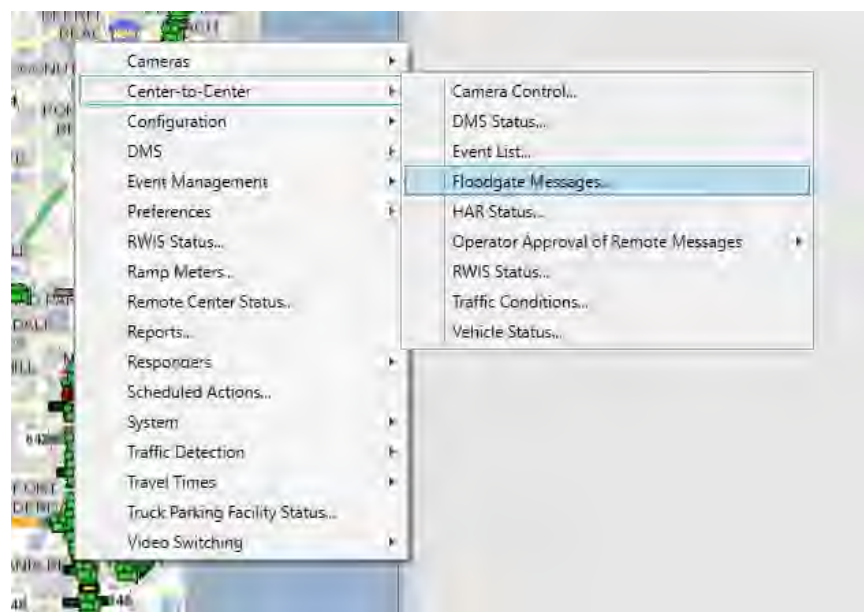 Cameras
Center-to-Center
Configuration
DMS
Event Management
Preferences
RWIS Status...
Ramp Meters...
Remote Center Status...
Reports...
Responders
Scheduled Actions...
System
Traffic Detection
Travel Times
Truck Parking Facility Status...
Video Switching
Camera Control...
DMS Status...
Event List...
Floodgate Messages...
HAR Status...
Operator Approval of Remote Messages
RWIS Status...
Traffic Conditions...
Vehicle Status...